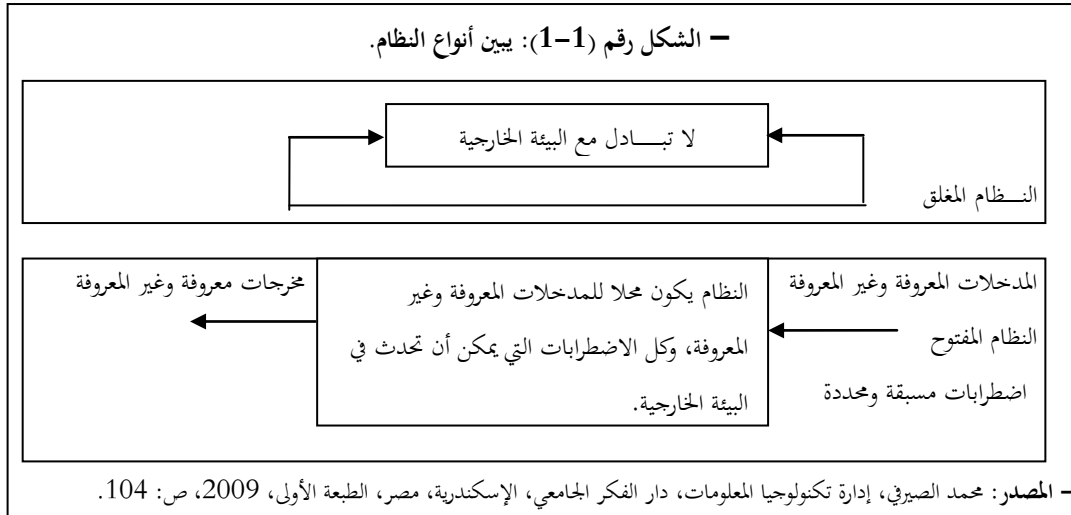 – الشكل رقم (1-1): يبين أنواع النظام.
لا تبــــادل مع البيئة الخارجية
النــظام المغلق
المدخلات المعروفة وغير المعروفة
النظام المفتوح
اضطرابات مسبقة ومحددة
النظام يكون محلا للمدخلات المعروفة وغير
المعروفة، وكل الاضطرابات التي يمكن أن تحدث في
البيئة الخارجية.
مخرجات معروفة وغير المعروفة
– المصدر: محمد الصيرفي، إدارة تكنولوجيا المعلومات، دار الفكر الجامعي، الإسكندرية، مصر، الطبعة الأولى، 2009، ص: 104.